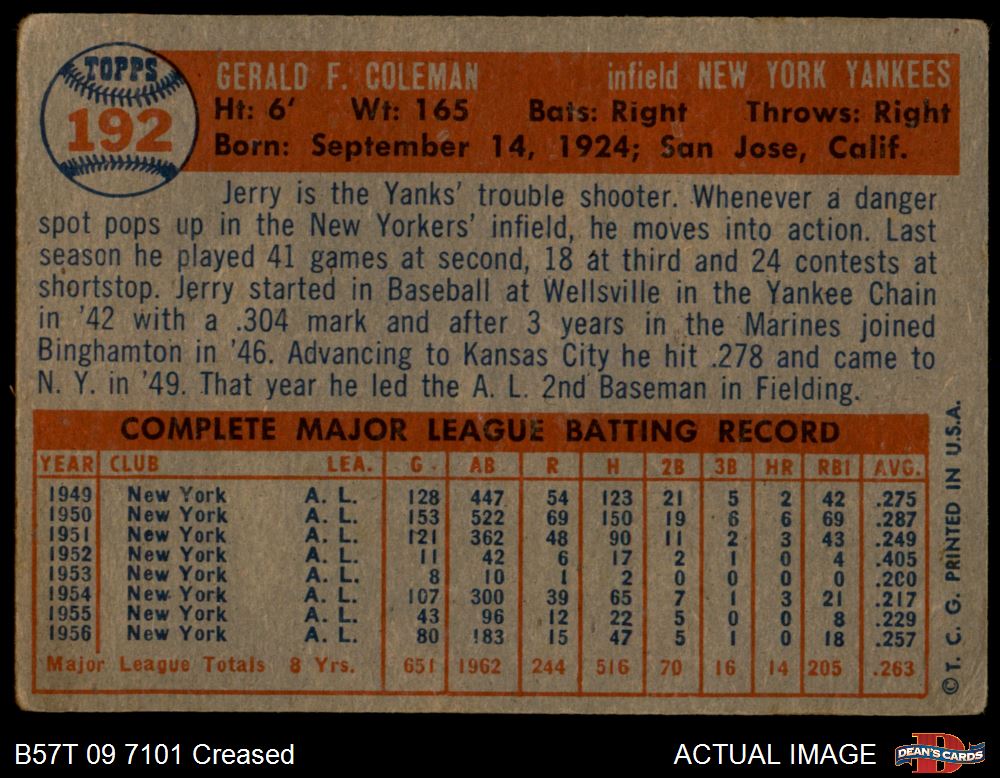 TOPPS
192
GERALD F. COLEMAN infield NEW YORK YANKEES
Ht: 6' Wt: 165 Bats: Right Throws: Right
Born: September 14, 1924; San Jose, Calif.
Jerry is the Yanks' trouble shooter. Whenever a danger
spot pops up in the New Yorkers' infield, he moves into action. Last
season he played 41 games at second, 18 at third and 24 contests at
shortstop. Jerry started in Baseball at Wellsville in the Yankee Chain
in '42 with a .304 mark and after 3 years in the Marines joined
Binghamton in '46. Advancing to Kansas City he hit .278 and came to
N. Y. in '49. That year he led the A. L. 2nd Baseman in Fielding.
COMPLETE MAJOR LEAGUE BATTING RECORD
YEAR CLUB LEA. G AB R H 2B 3B HR RBI AVG.
1949 New York A. L. 128 447 54 123 21 5 2 42 .275
1950 New York A. L. 153 522 69 150 19 6 6 69 .287
1951 New York A. L. 121 362 48 90 11 2 3 43 .249
1952 New York A. L. 11 42 6 17 2 1 0 4 .405
1953 New York A. L. 8 10 1 2 0 0 0 0 .200
1954 New York A. L. 107 300 39 65 7 1 3 21 .217
1955 New York A. L. 43 96 12 22 5 0 0 8 .229
1956 New York A. L. 80 183 15 47 5 1 0 18 .257
Major League Totals 8 Yrs. 651 1962 244 516 70 16 14 205 .263
©T. C. G. PRINTED IN U.S.A.
B57T 09 7101 Creased
ACTUAL IMAGE
DEAN'S CARDS